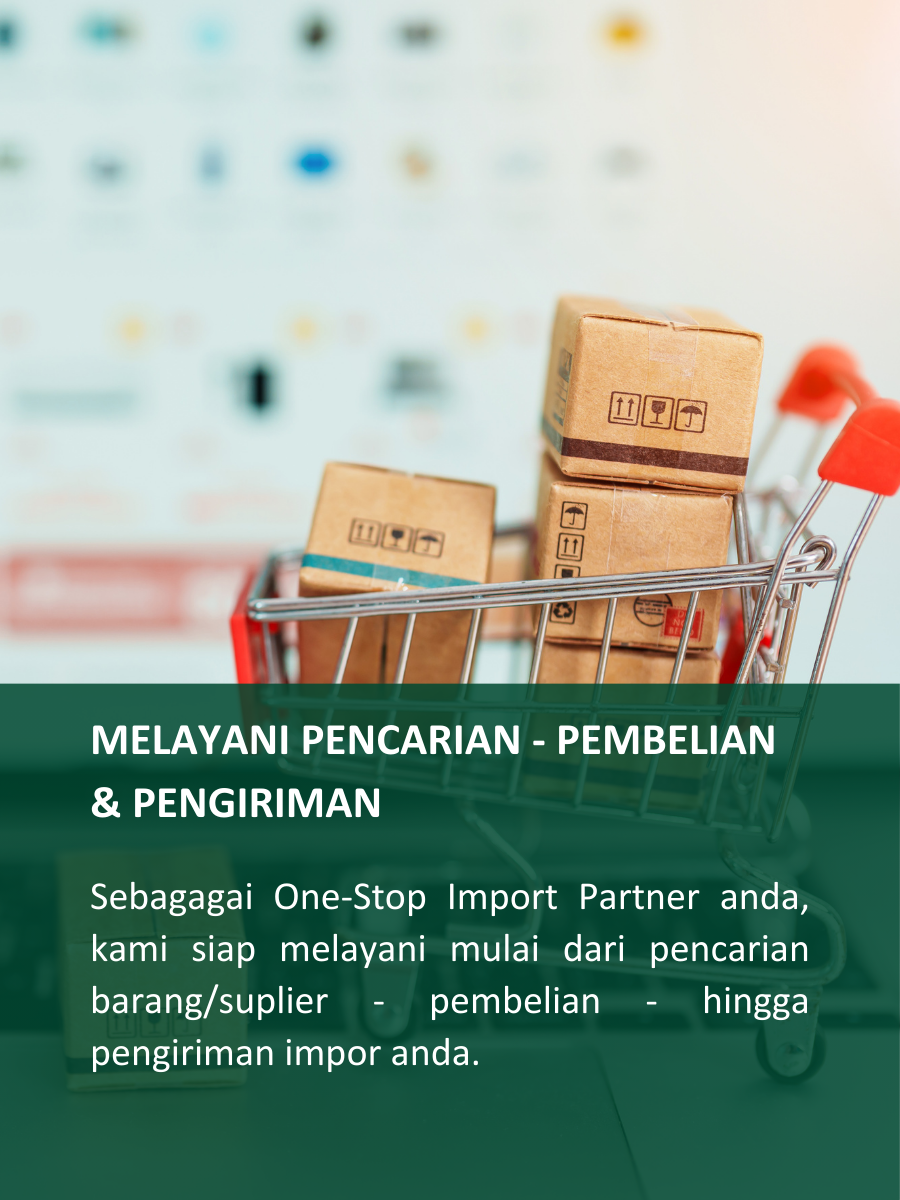 MELAYANI PENCARIAN - PEMBELIAN
& PENGIRIMAN
Sebagagai One-Stop Import Partner anda,
kami siap melayani mulai dari pencarian
barang/suplier - pembelian - hingga
pengiriman impor anda.